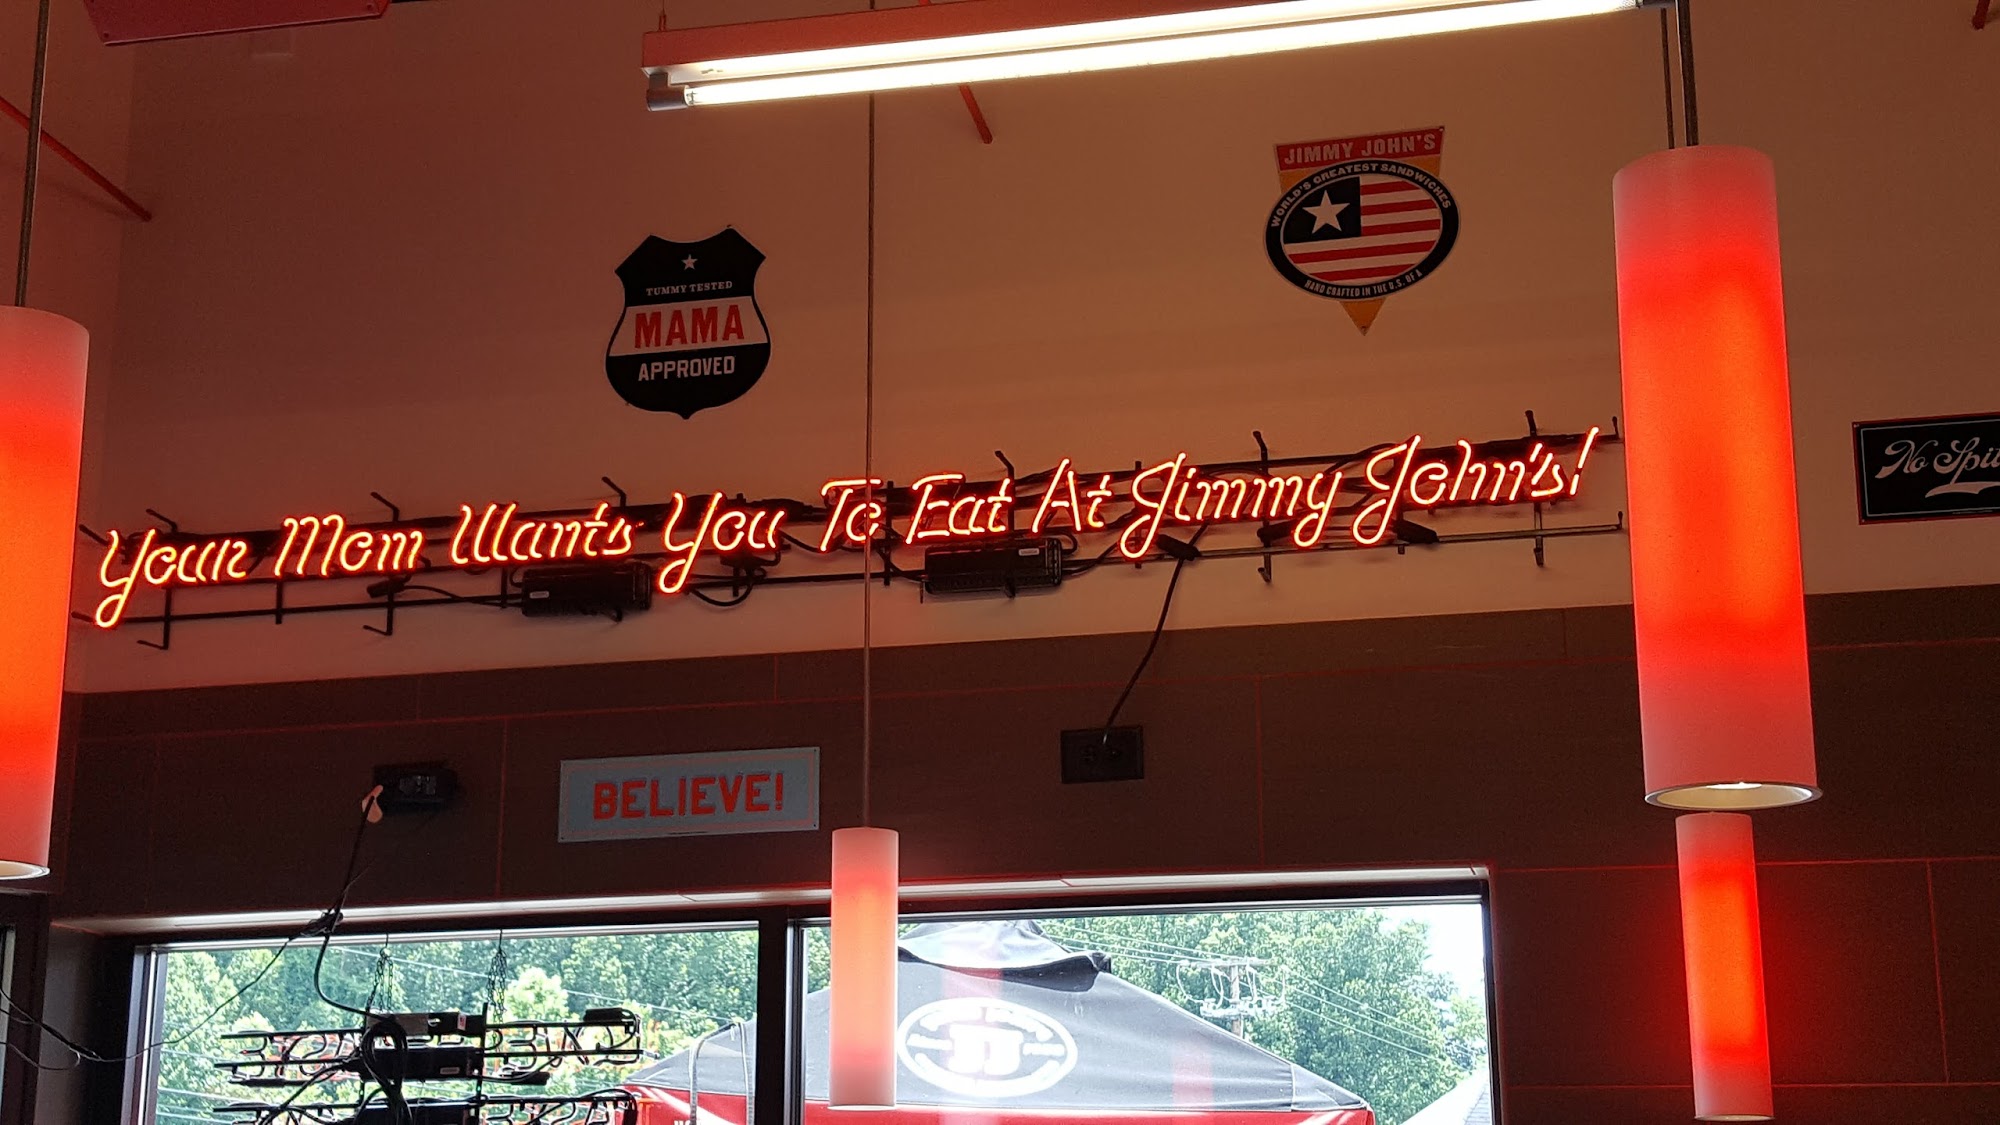 JIMMY JOHN'S
WORLD'S GREATEST SANDWICHES
HAND CRAFTED IN THE U.S. OF A
TUMMY TESTED
MAMA
APPROVED
Your Mom Wants You To Eat At Jimmy John's!
No
BELIEVE!
JJ